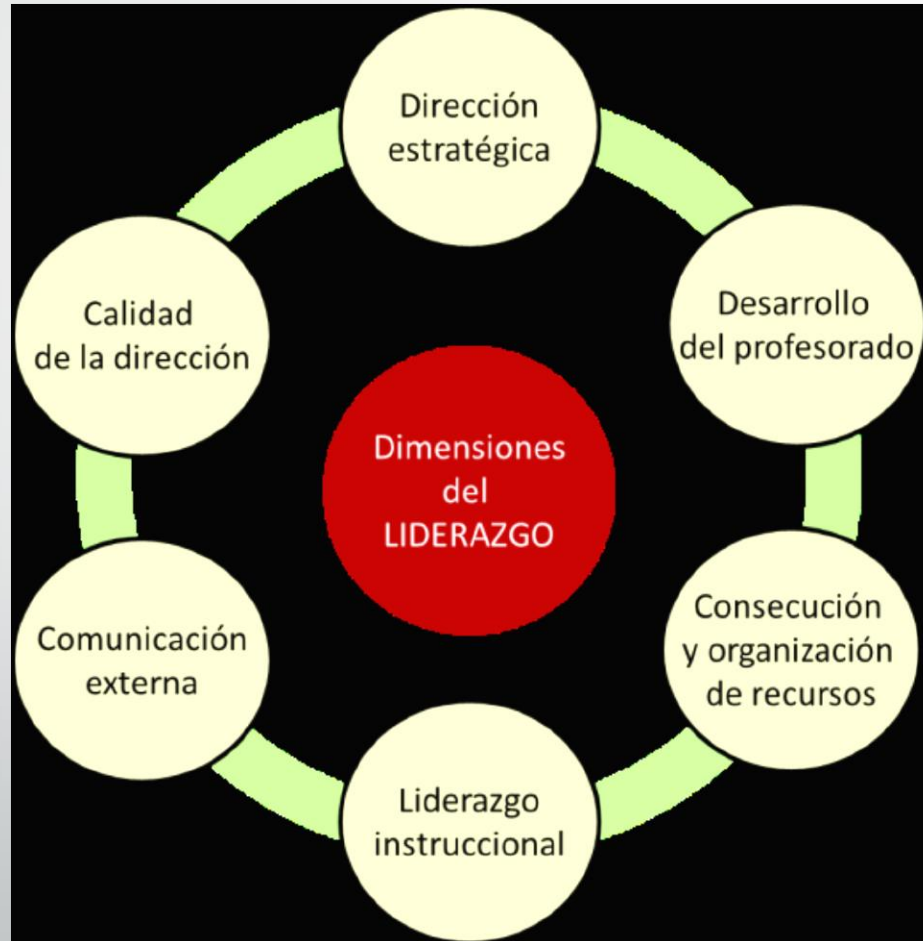 Dirección
estratégica
Desarrollo
del profesorado
Consecución
y organización
de recursos
Liderazgo
instruccional
Comunicación
externa
Calidad
de la dirección
Dimensiones
del
LIDERAZGO